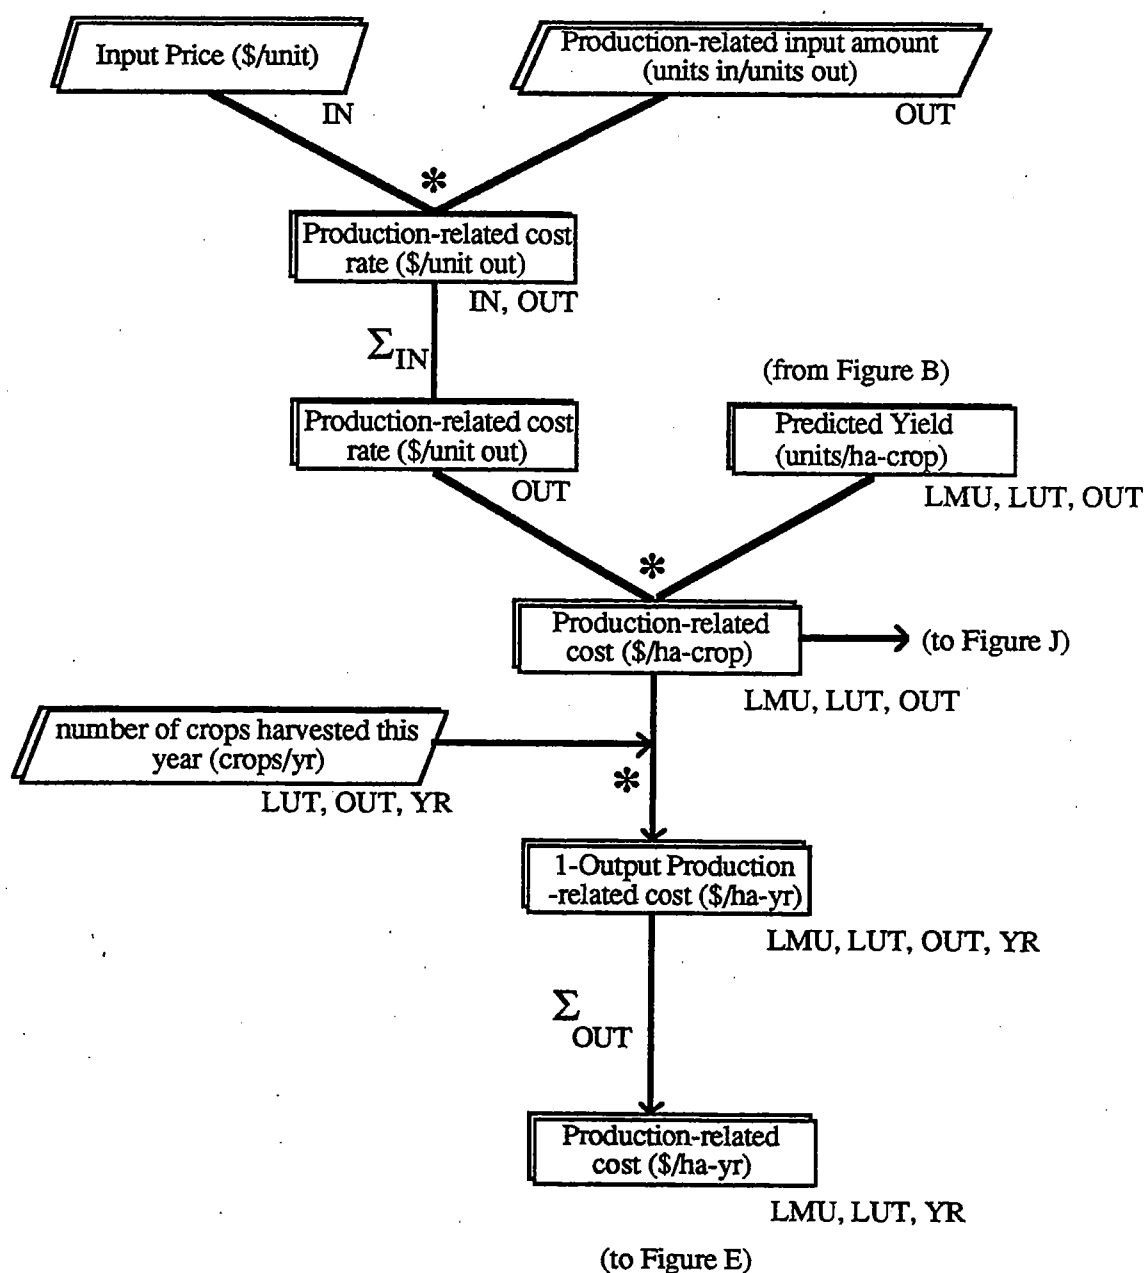 Input Price ($/unit)
IN
Production-related input amount
(units in/units out)
OUT
*
Production-related cost
rate ($/unit out)
IN, OUT
Σ IN
Production-related cost
rate ($/unit out)
OUT
(from Figure B)
Predicted Yield
(units/ha-crop)
LMU, LUT, OUT
*
Production-related
cost ($/ha-crop)
(to Figure J)
LMU, LUT, OUT
number of crops harvested this
year (crops/yr)
LUT, OUT, YR
*
1-Output Production
-related cost ($/ha-yr)
LMU, LUT, OUT, YR
Σ
OUT
Production-related
cost ($/ha-yr)
LMU, LUT, YR
(to Figure E)